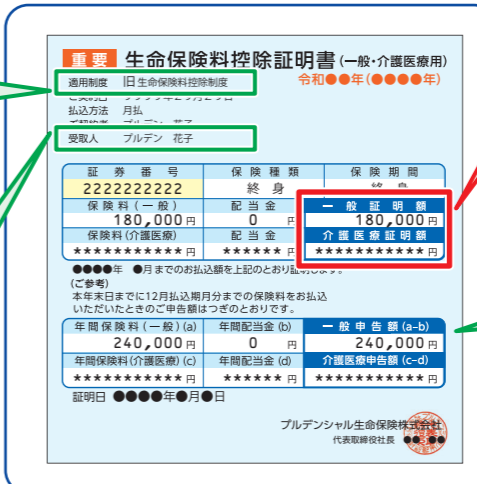 重要 生命保険料控除証明書(一般・介護医療用)
適用制度 旧生命保険料控除制度
令和●●年(●●●●年)
払込方法 月払
受取人 プルデン 花子
証券番号 保険種類 保険期間
2222222222 終身 終身
保険料(一般) 配当金 一般証明額
180,000円 0 円 180,000円
保険料(介護医療) 配当金 介護医療証明額
***********円 ******円 ***********円
●●●●年 ●月までのお払込額を上記のとおり証明します。
(ご参考)
本年末日までに12月払込期月分までの保険料をお払込
いただいたときのご申告額はつぎのとおりです。
年間保険料(一般)(a) 年間配当金(b) 一般申告額(a-b)
240,000円 0 円 240,000円
年間保険料(介護医療)(c) 年間配当金(d) 介護医療申告額(c-d)
***********円 ******円 ***********円
証明日 ●●●●年●月●日
プルデンシャル生命保険株式会社
代表取締役社長 ●● ●●